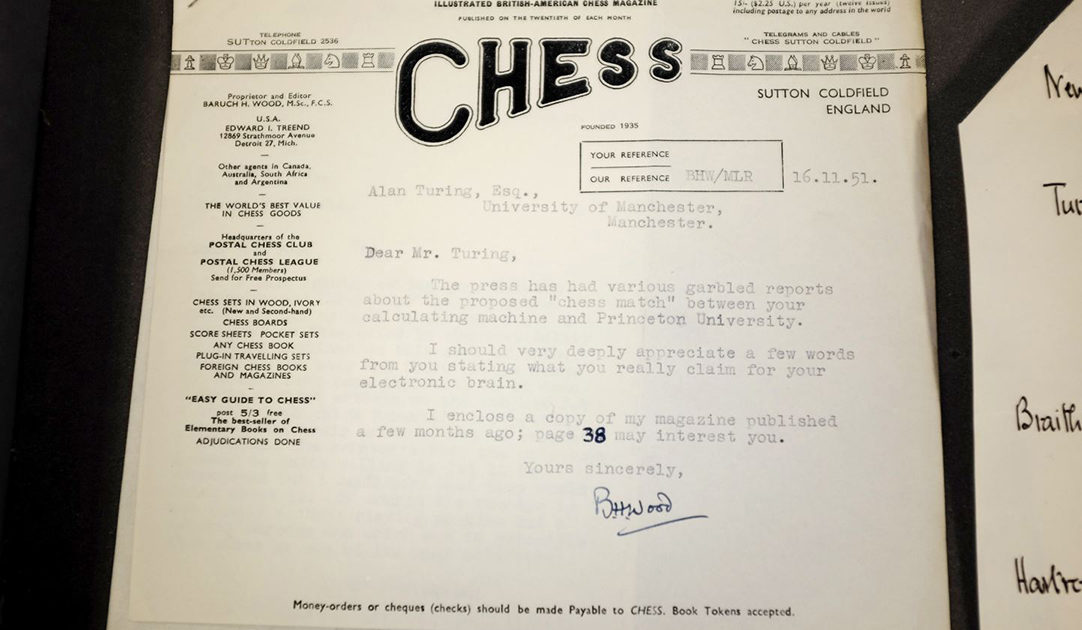 ILLUSTRATED BRITISH-AMERICAN CHESS MAGAZINE
PUBLISHED ON THE TWENTIETH OF EACH MONTH
15/- ($2.25 U.S.) per year (twelve issues)
including postage to any address in the world
TELEPHONE
SUTTON COLDFIELD 2536
TELEGRAMS AND CABLES
"CHESS SUTTON COLDFIELD"
CHESS
SUTTON COLDFIELD
ENGLAND
FOUNDED 1935
Proprietor and Editor
BARUCH H. WOOD, M.Sc., F.C.S.
U.S.A.
EDWARD I. TREEND
12869 Strathmoor Avenue
Detroit 27, Mich.
Other agents in Canada,
Australia, South Africa
and Argentina
THE WORLD'S BEST VALUE
IN CHESS GOODS
Headquarters of the
POSTAL CHESS CLUB
and
POSTAL CHESS LEAGUE
(1,500 Members)
Send for Free Prospectus
CHESS SETS IN WOOD, IVORY
etc. (New and Second-hand)
CHESS BOARDS
SCORE SHEETS POCKET SETS
ANY CHESS BOOK
PLUG-IN TRAVELLING SETS
FOREIGN CHESS BOOKS
AND MAGAZINES
"EASY GUIDE TO CHESS"
post 5/3 free
The best-seller of
Elementary Books on Chess
ADJUDICATIONS DONE
YOUR REFERENCE
OUR REFERENCE BHW/MLR
16.11.51.
Alan Turing, Esq.,
University of Manchester,
Manchester.
Dear Mr. Turing,
The press has had various garbled reports
about the proposed "chess match" between your
calculating machine and Princeton University.
I should very deeply appreciate a few words
from you stating what you really claim for your
electronic brain.
I enclose a copy of my magazine published
a few months ago; page 38 may interest you.
Yours sincerely,
BHWood
Money-orders or cheques (checks) should be made Payable to CHESS. Book Tokens accepted.